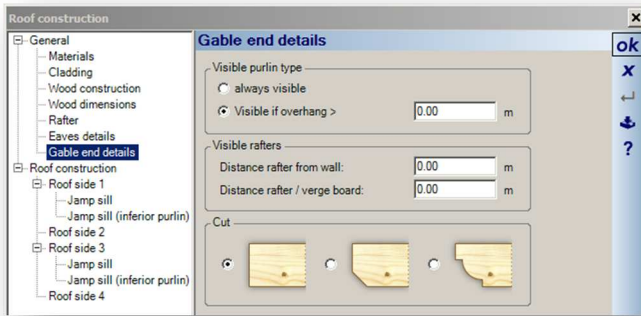 Roof construction
General
Materials
Cladding
Wood construction
Wood dimensions
Rafter
Eaves details
Gable end details
Roof construction
Roof side 1
Jamp sill
Jamp sill (inferior purlin)
Roof side 2
Roof side 3
Jamp sill
Jamp sill (inferior purlin)
Roof side 4
Gable end details
Visible purlin type
always visible
Visible if overhang > 0.00 m
Visible rafters
Distance rafter from wall: 0.00 m
Distance rafter / verge board: 0.00 m
Cut
ok
x
?